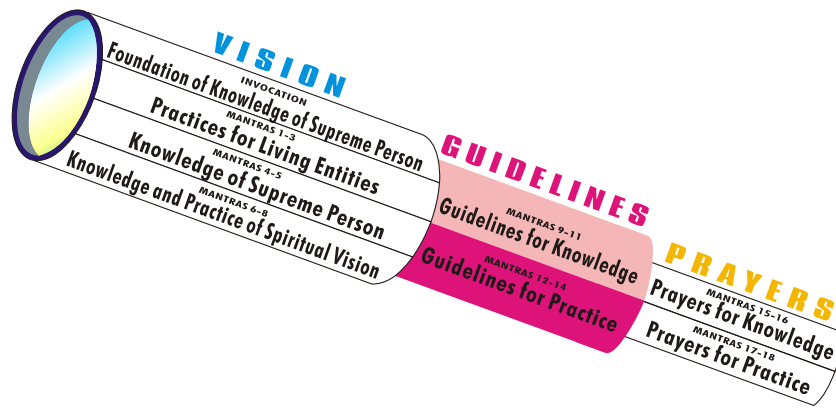 VISION
INVOCATION
Foundation of Knowledge of Supreme Person
MANTRAS 1-3
Practices for Living Entities
MANTRAS 4-5
Knowledge of Supreme Person
MANTRAS 6-8
Knowledge and Practice of Spiritual Vision
GUIDELINES
MANTRAS 9-11
Guidelines for Knowledge
MANTRAS 12-14
Guidelines for Practice
PRAYERS
MANTRAS 15-16
Prayers for Knowledge
MANTRAS 17-18
Prayers for Practice